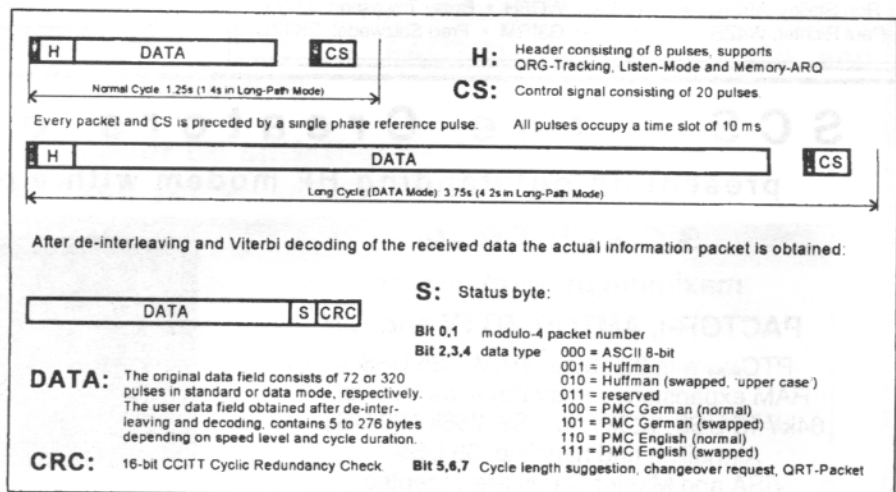 H DATA CS
Normal Cycle 1.25s (1.4s in Long-Path Mode)
H: Header consisting of 8 pulses, supports
QRG-Tracking, Listen-Mode and Memory-ARQ
CS: Control signal consisting of 20 pulses.
Every packet and CS is preceded by a single phase reference pulse.
All pulses occupy a time slot of 10 ms
H DATA CS
Long Cycle (DATA Mode) 3.75s (4.2s in Long-Path Mode)
After de-interleaving and Viterbi decoding of the received data the actual information packet is obtained:
DATA S CRC
DATA: The original data field consists of 72 or 320
pulses in standard or data mode, respectively.
The user data field obtained after de-inter-
leaving and decoding, contains 5 to 276 bytes
depending on speed level and cycle duration.
CRC: 16-bit CCITT Cyclic Redundancy Check
S: Status byte:
Bit 0,1 modulo-4 packet number
Bit 2,3,4 data type 000 = ASCII 8-bit
001 = Huffman
010 = Huffman (swapped, 'upper case')
011 = reserved
100 = PMC German (normal)
101 = PMC German (swapped)
110 = PMC English (normal)
111 = PMC English (swapped)
Bit 5,6,7 Cycle length suggestion, changeover request, QRT-Packet